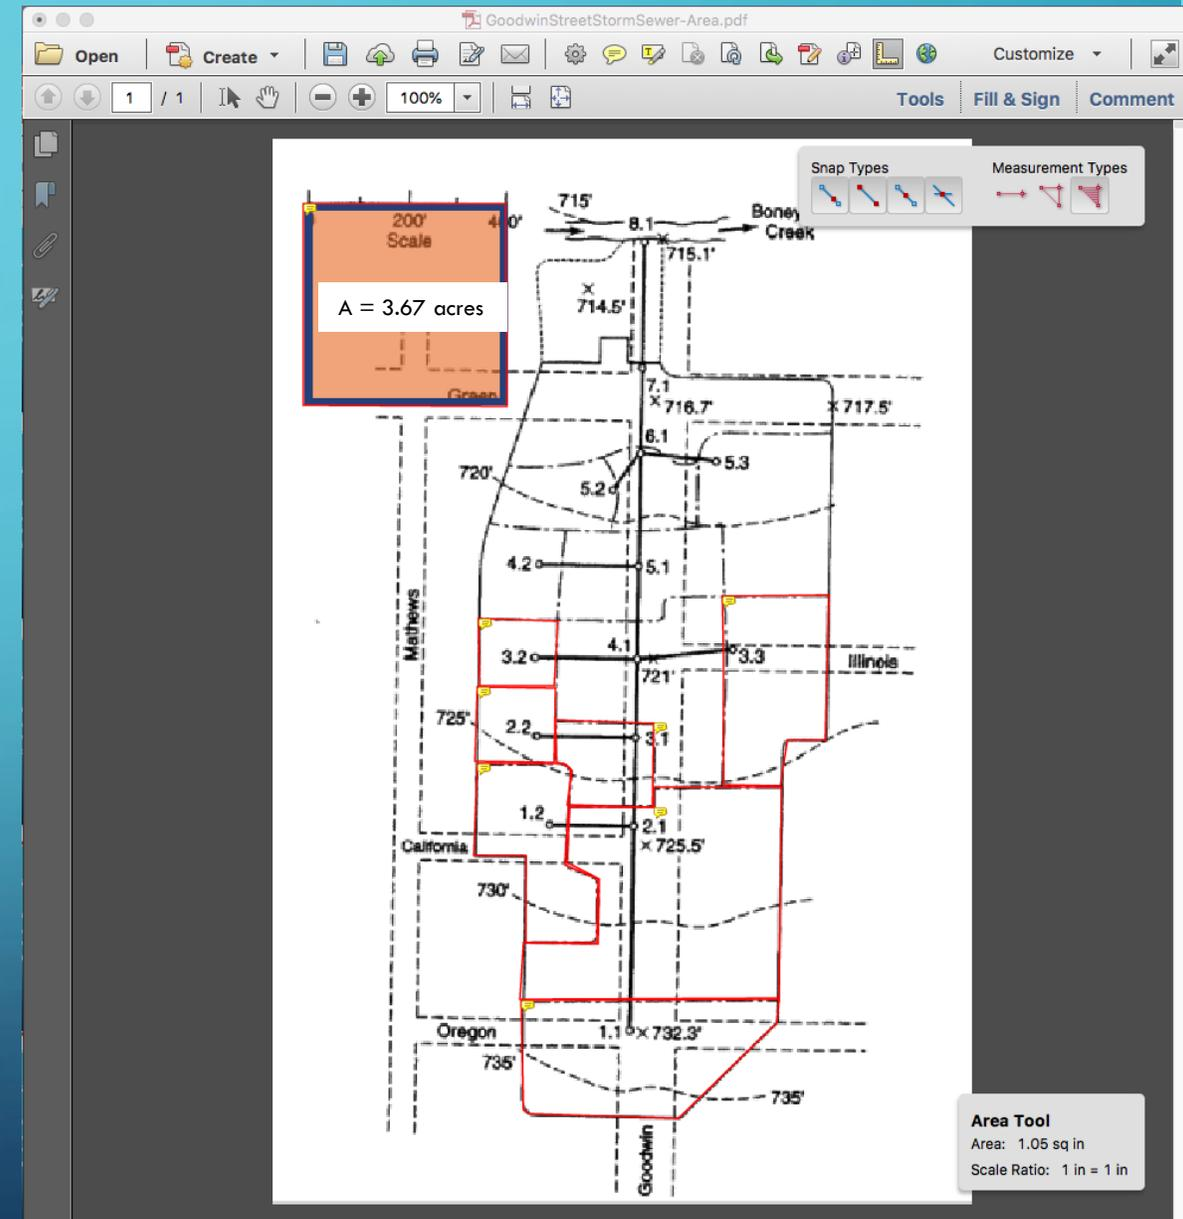 GoodwinStreetStormSewer-Area.pdf
Open
Create
Customize
1 / 1
100%
Tools
Fill & Sign
Comment
Snap Types
Measurement Types
200'
400'
Scale
A = 3.67 acres
Green
715'
8.1
Boney
Creek
715.1'
714.5'
7.1
716.7'
717.5'
6.1
5.3
720'
5.2
4.2
5.1
Mathews
4.1
3.2
3.3
Illinois
721'
725'
2.2
3.1
1.2
2.1
California
725.5'
730'
Oregon
1.1
732.3'
735'
735'
Goodwin
Area Tool
Area: 1.05 sq in
Scale Ratio: 1 in = 1 in